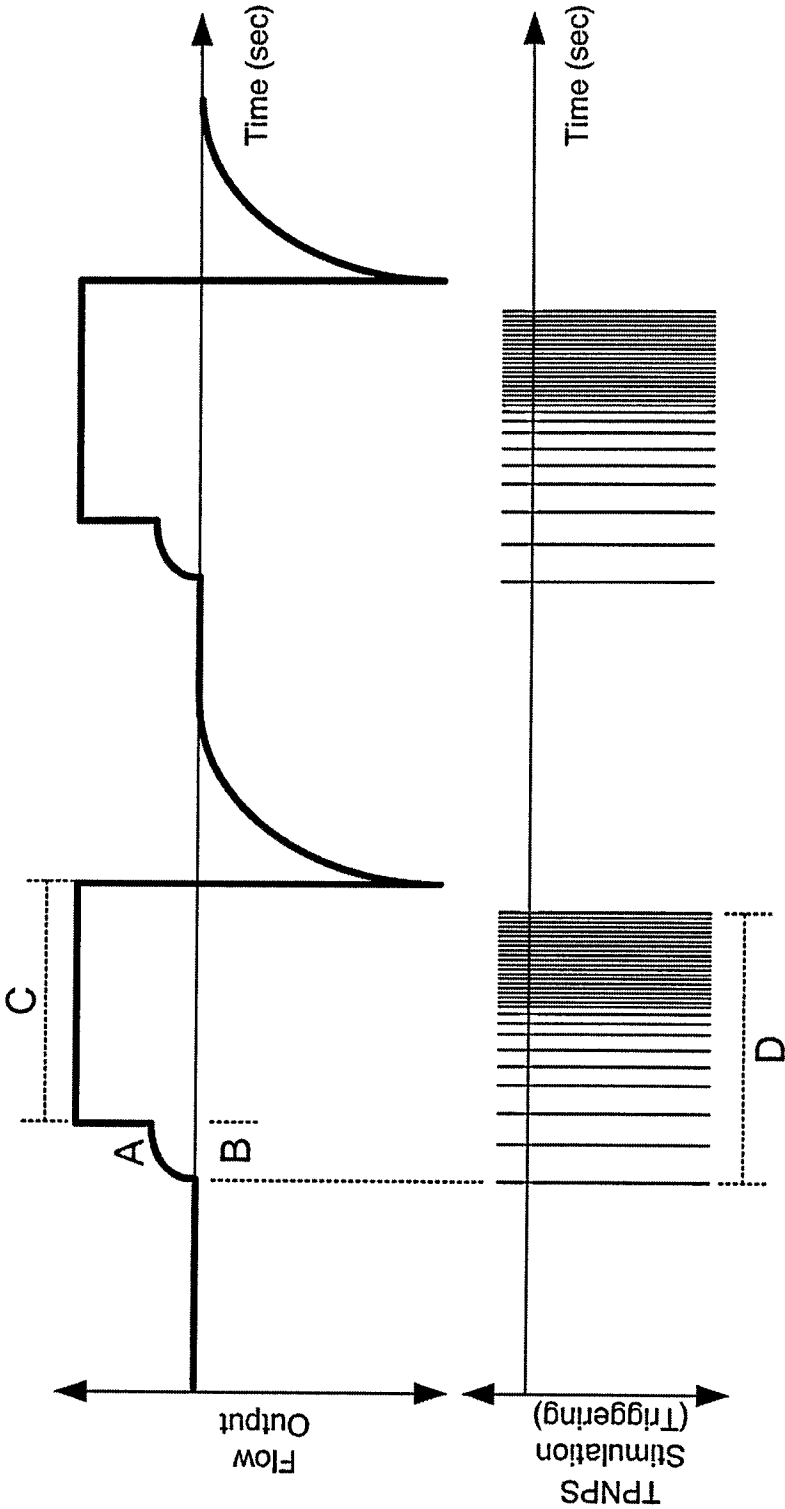 Flow
Output
A
B
C
Time (sec)
TPNPS
Stimulation
(Triggering)
D
Time (sec)